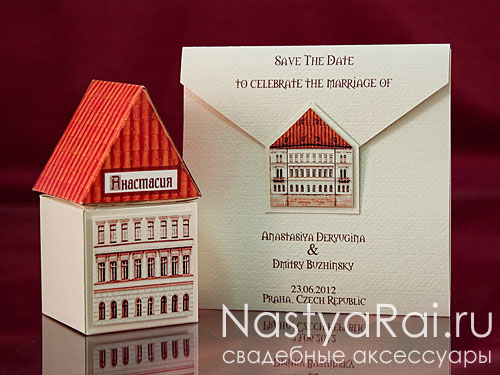 Save The Date
to celebrate the marriage of
Анастасия
Anastasiya Deryugina
&
Dmitry Buzhinsky
23.06.2012
Praha, Czech Republic
NastyaRai.ru
свадебные аксессуары